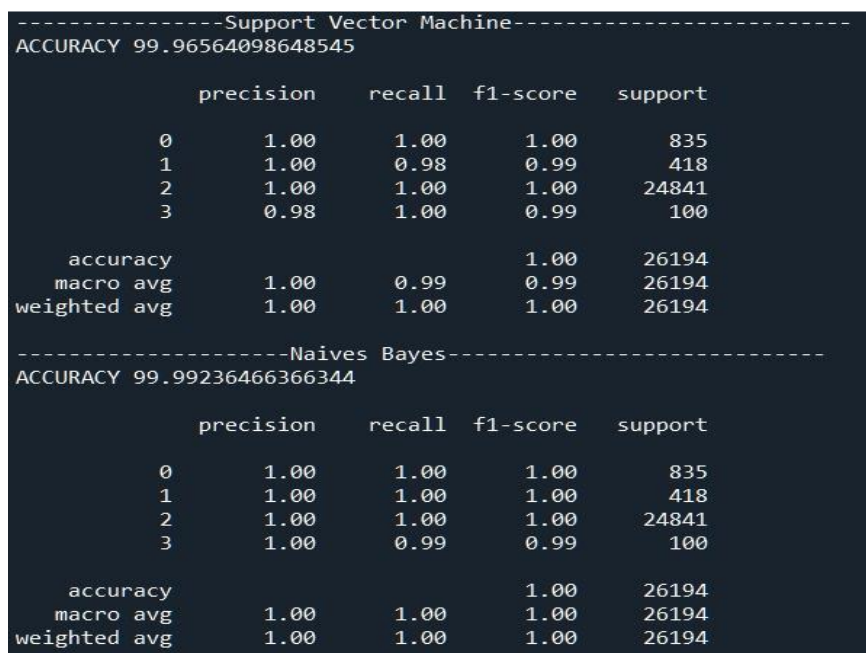 ----------------Support Vector Machine--------------------------
ACCURACY 99.96564098648545
precision recall f1-score support
0 1.00 1.00 1.00 835
1 1.00 0.98 0.99 418
2 1.00 1.00 1.00 24841
3 0.98 1.00 0.99 100
accuracy 1.00 26194
macro avg 1.00 0.99 0.99 26194
weighted avg 1.00 1.00 1.00 26194
---------------------Naives Bayes-----------------------------
ACCURACY 99.99236466366344
precision recall f1-score support
0 1.00 1.00 1.00 835
1 1.00 1.00 1.00 418
2 1.00 1.00 1.00 24841
3 1.00 0.99 0.99 100
accuracy 1.00 26194
macro avg 1.00 1.00 1.00 26194
weighted avg 1.00 1.00 1.00 26194